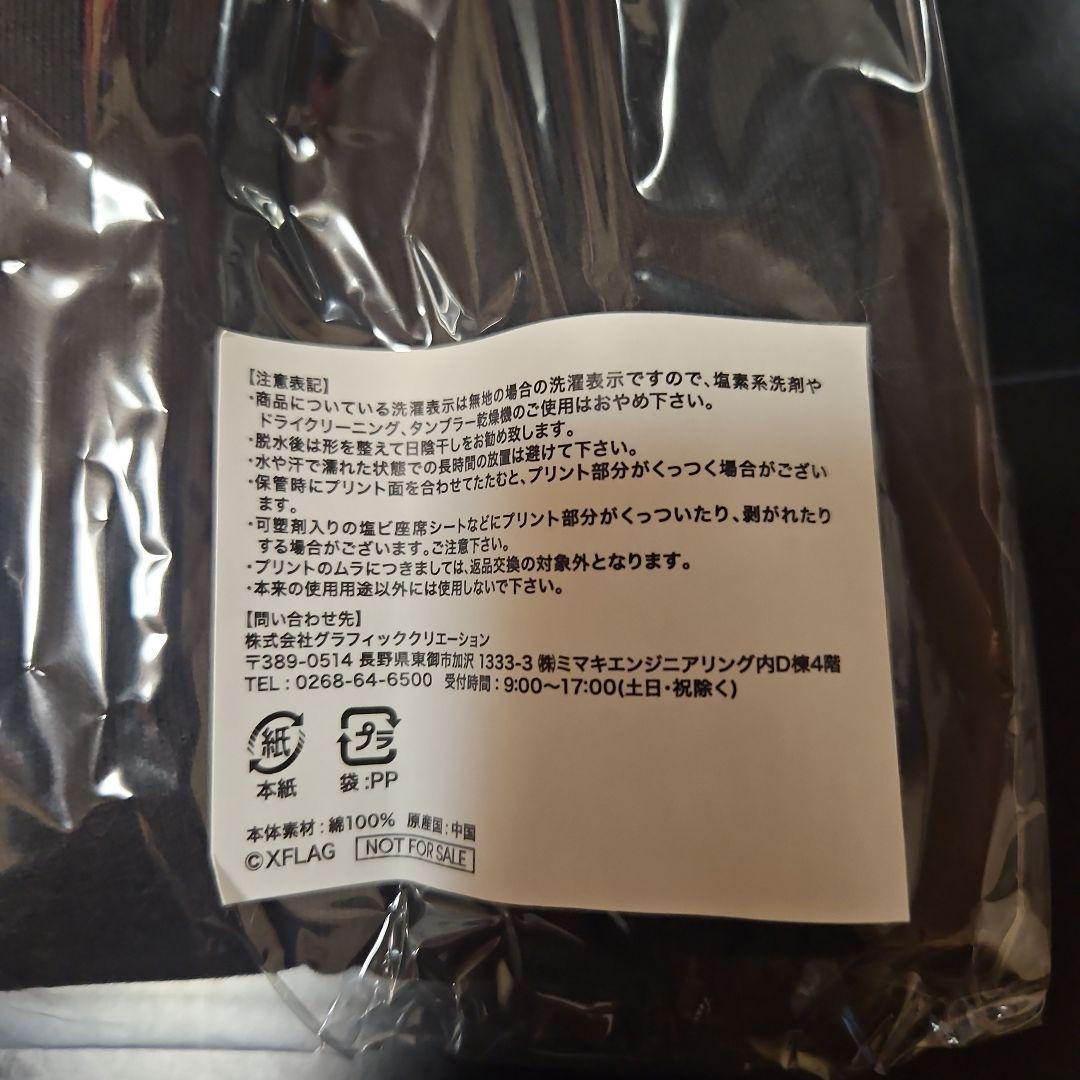 【注意表記】
・商品についている洗濯表示は無地の場合の洗濯表示ですので、塩素系洗剤や
ドライクリーニング、タンブラー乾燥機のご使用はおやめ下さい。
・脱水後は形を整えて日陰干しをお勧め致します。
・水や汗で濡れた状態での長時間の放置は避けて下さい。
・保管時にプリント面を合わせてたたむと、プリント部分がくっつく場合がござい
ます。
・可塑剤入りの塩ビ座席シートなどにプリント部分がくっついたり、剥がれたり
する場合がございます。ご注意下さい。
・プリントのムラにつきましては、返品交換の対象外となります。
・本来の使用用途以外には使用しないで下さい。
【問い合わせ先】
株式会社グラフィッククリエーション
〒389-0514 長野県東御市加沢 1333-3 ㈱ミマキエンジニアリング内D棟4階
TEL : 0268-64-6500 受付時間 : 9:00〜17:00(土日・祝除く)
紙 プラ
本紙 袋:PP
本体素材 : 綿100% 原産国 : 中国
©XFLAG NOT FOR SALE